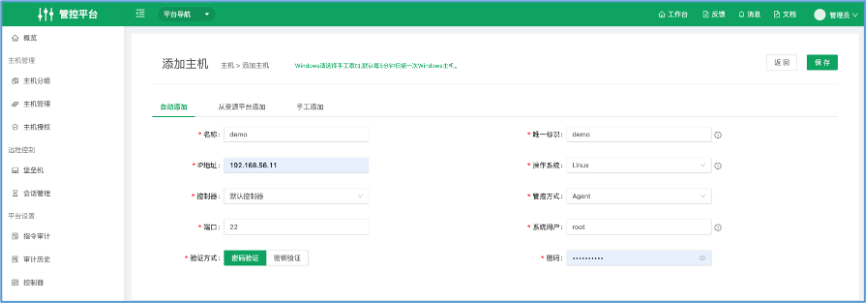 管控平台 平台导航 工作台 反馈 消息 文档 管理员
概览
主机管理
主机分组
主机管理
主机授权
远程控制
堡垒机
会话管理
平台设置
指令审计
审计历史
控制器
添加主机 主机 > 添加主机 Windows请选择手工添加,默认每5分钟扫描一次Windows主机。 返回 保存
自动添加 从资源平台添加 手工添加
* 名称: demo * 唯一标识: demo
* IP地址: 192.168.56.11 * 操作系统: Linux
* 控制器: 默认控制器 * 管控方式: Agent
* 端口: 22 * 系统用户: root
* 验证方式: 密码验证 密钥验证 * 密码: ••••••••••